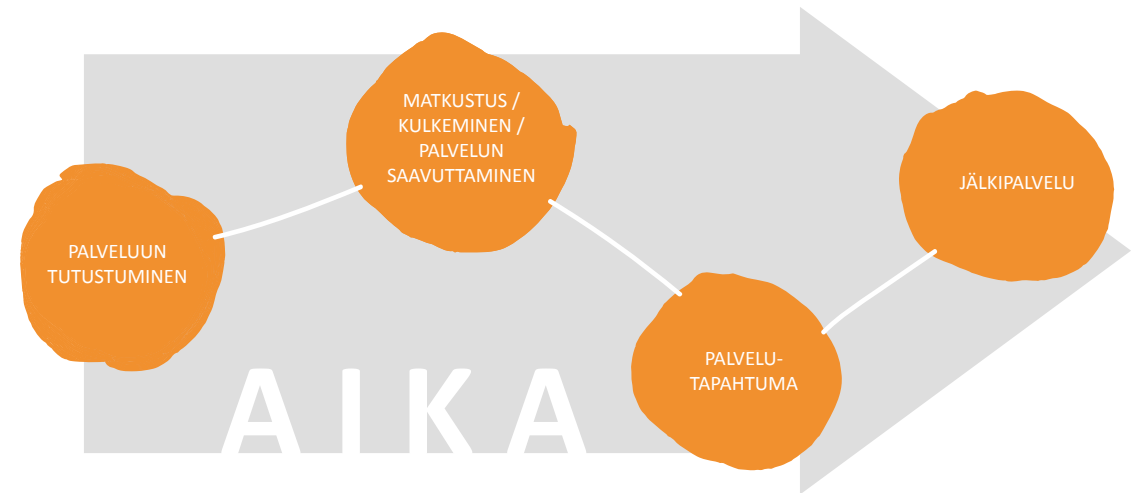 PALVELUUN
TUTUSTUMINEN
MATKUSTUS /
KULKEMINEN /
PALVELUN
SAAVUTTAMINEN
PALVELU-
TAPAHTUMA
JÄLKIPALVELU
AIKA